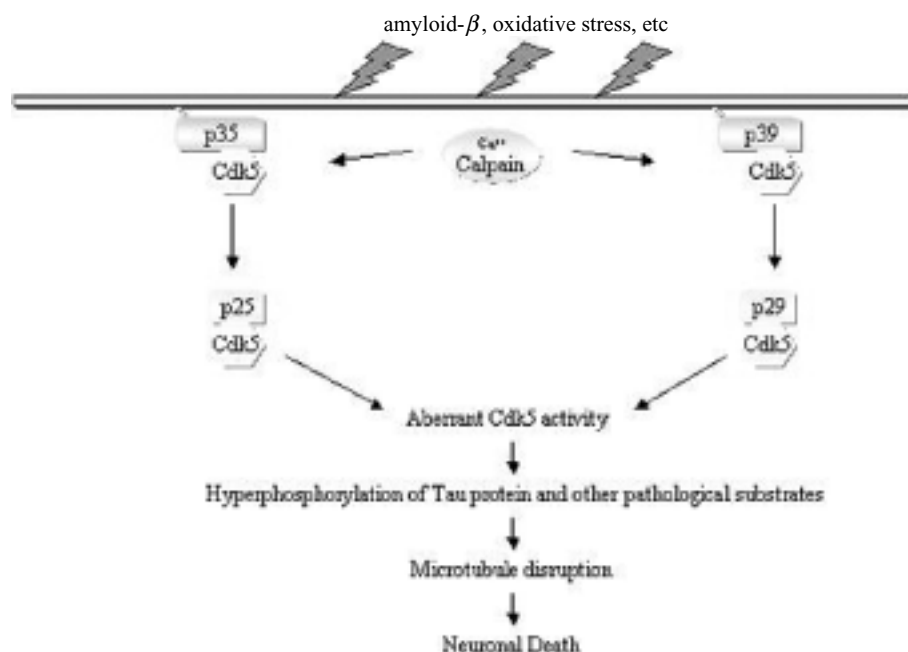 amyloid-β, oxidative stress, etc
p35
Cdk5
Ca++
Calpain
p39
Cdk5
p25
Cdk5
p29
Cdk5
Aberrant Cdk5 activity
Hyperphosphorylation of Tau protein and other pathological substrates
Microtubule disruption
Neuronal Death